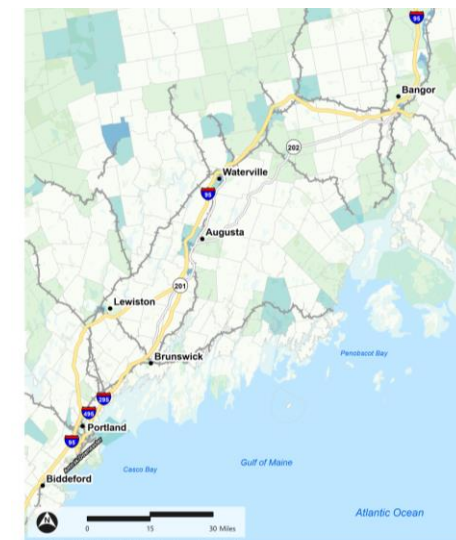 95
Bangor
202
Waterville
95
Augusta
201
Lewiston
Penobscot Bay
Brunswick
295
495
Portland
95
Casco Bay
Gulf of Maine
Biddeford
N
Atlantic Ocean
0 15 30 Miles